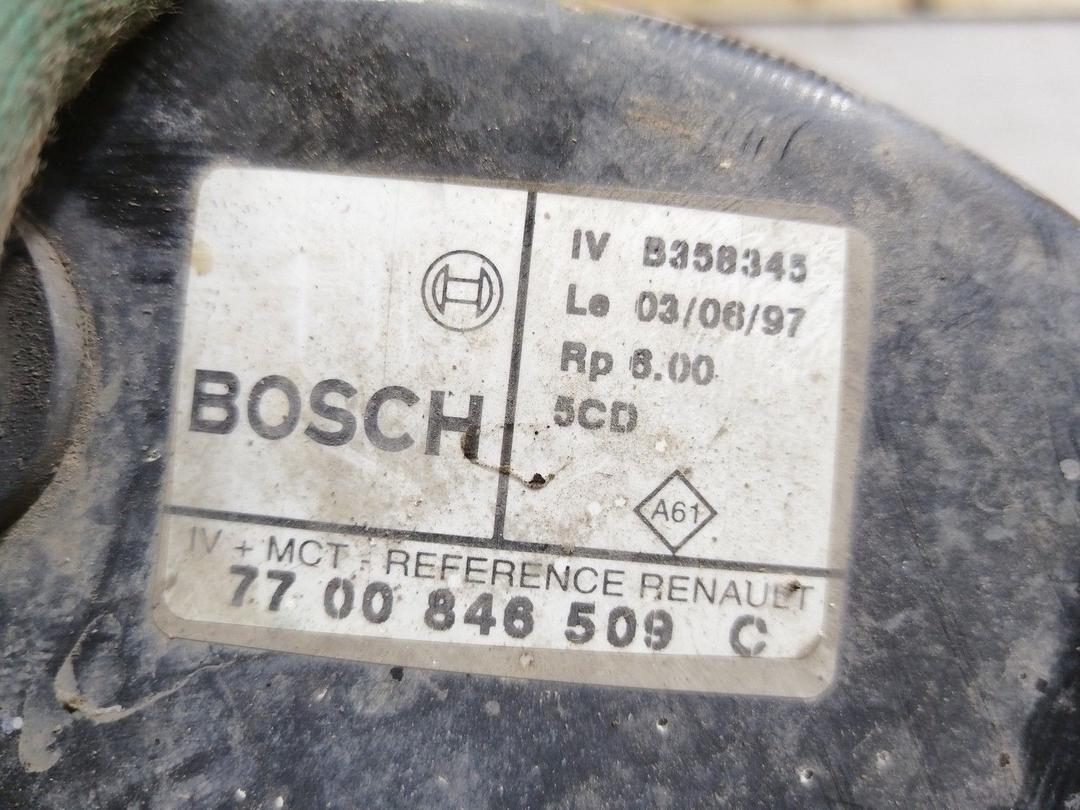 BOSCH
IV B358345
Le 03/06/97
Rp 6.00
5CD
A61
IV + MCT - REFERENCE RENAULT
77 00 846 509 C